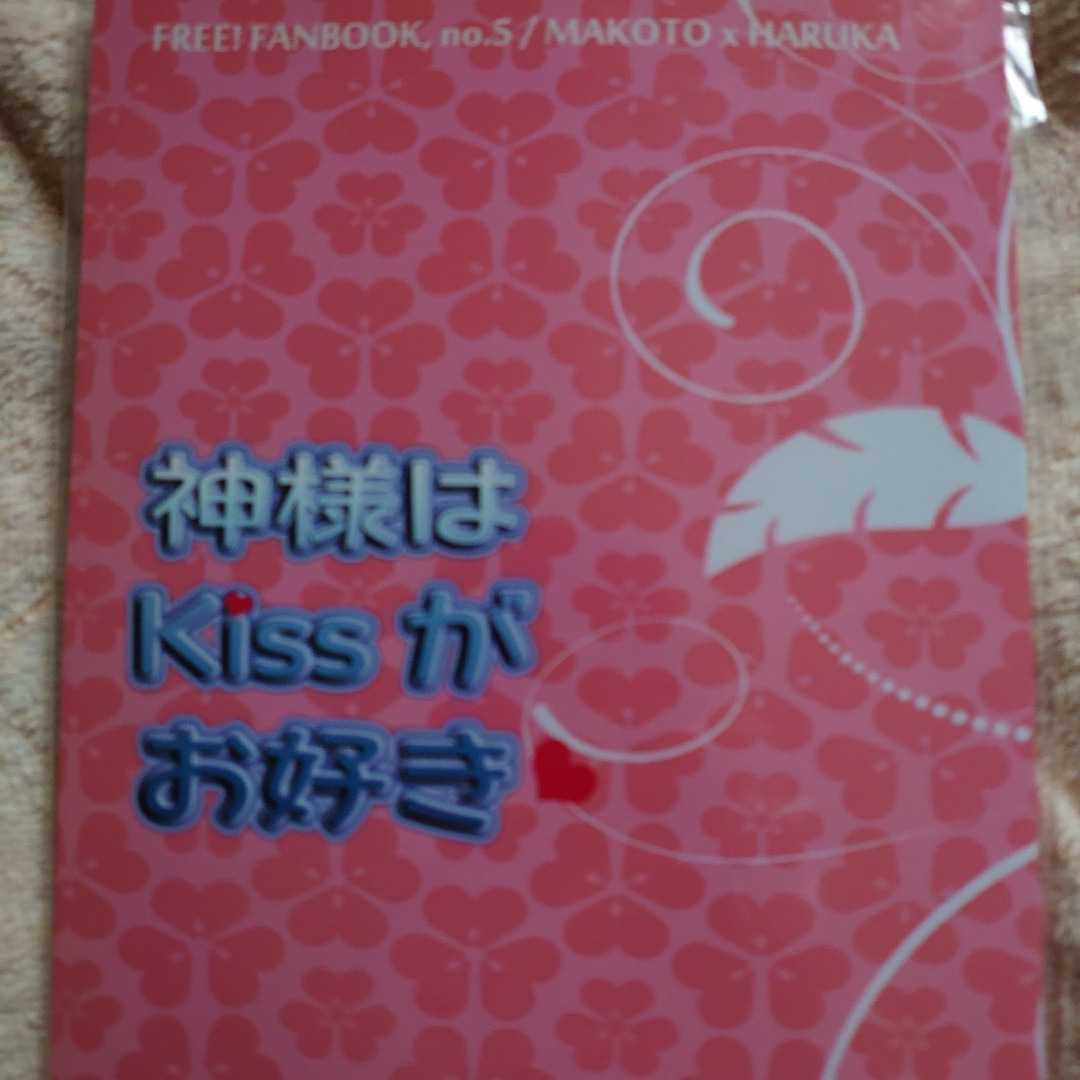 FREE! FANBOOK, no.5 / MAKOTO x HARUKA
神様は
Kissが
お好き